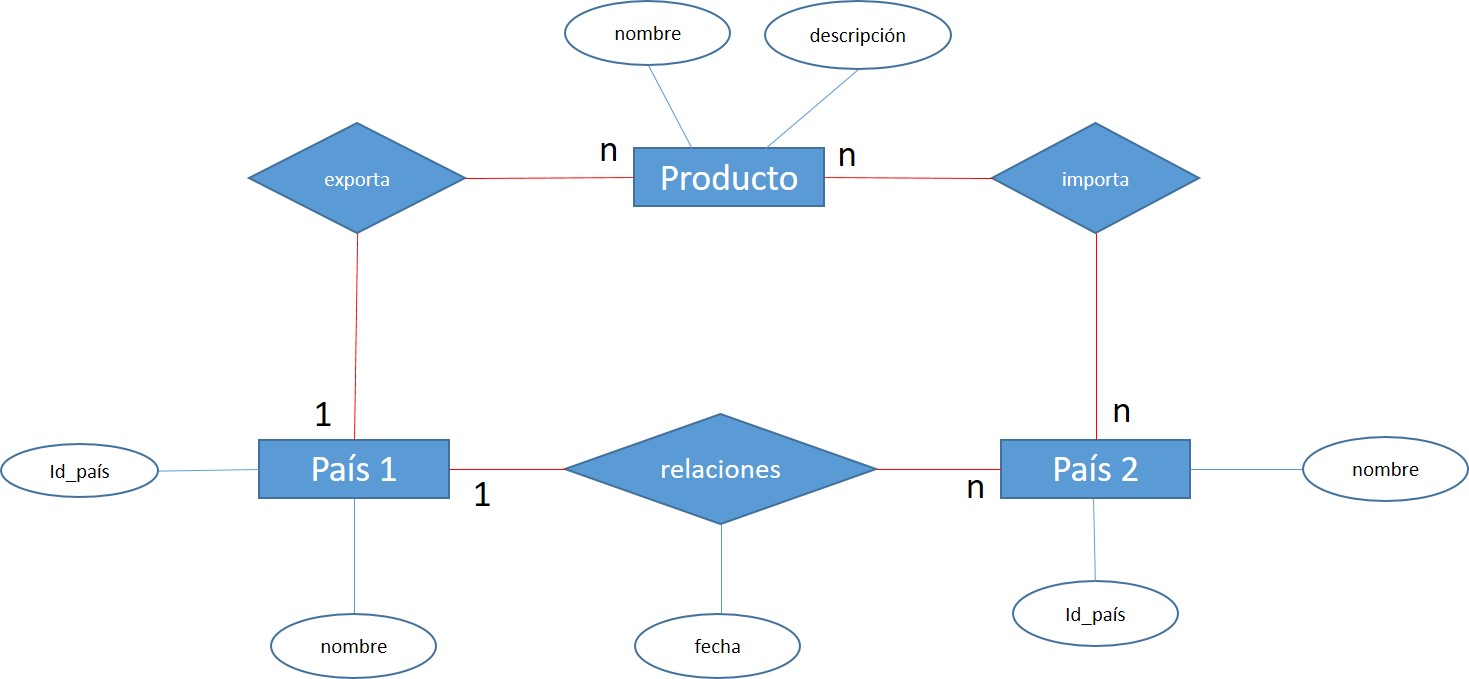 nombre
descripción
exporta
n
Producto
n
importa
1
n
Id_país
País 1
1
relaciones
n
País 2
nombre
nombre
fecha
Id_país